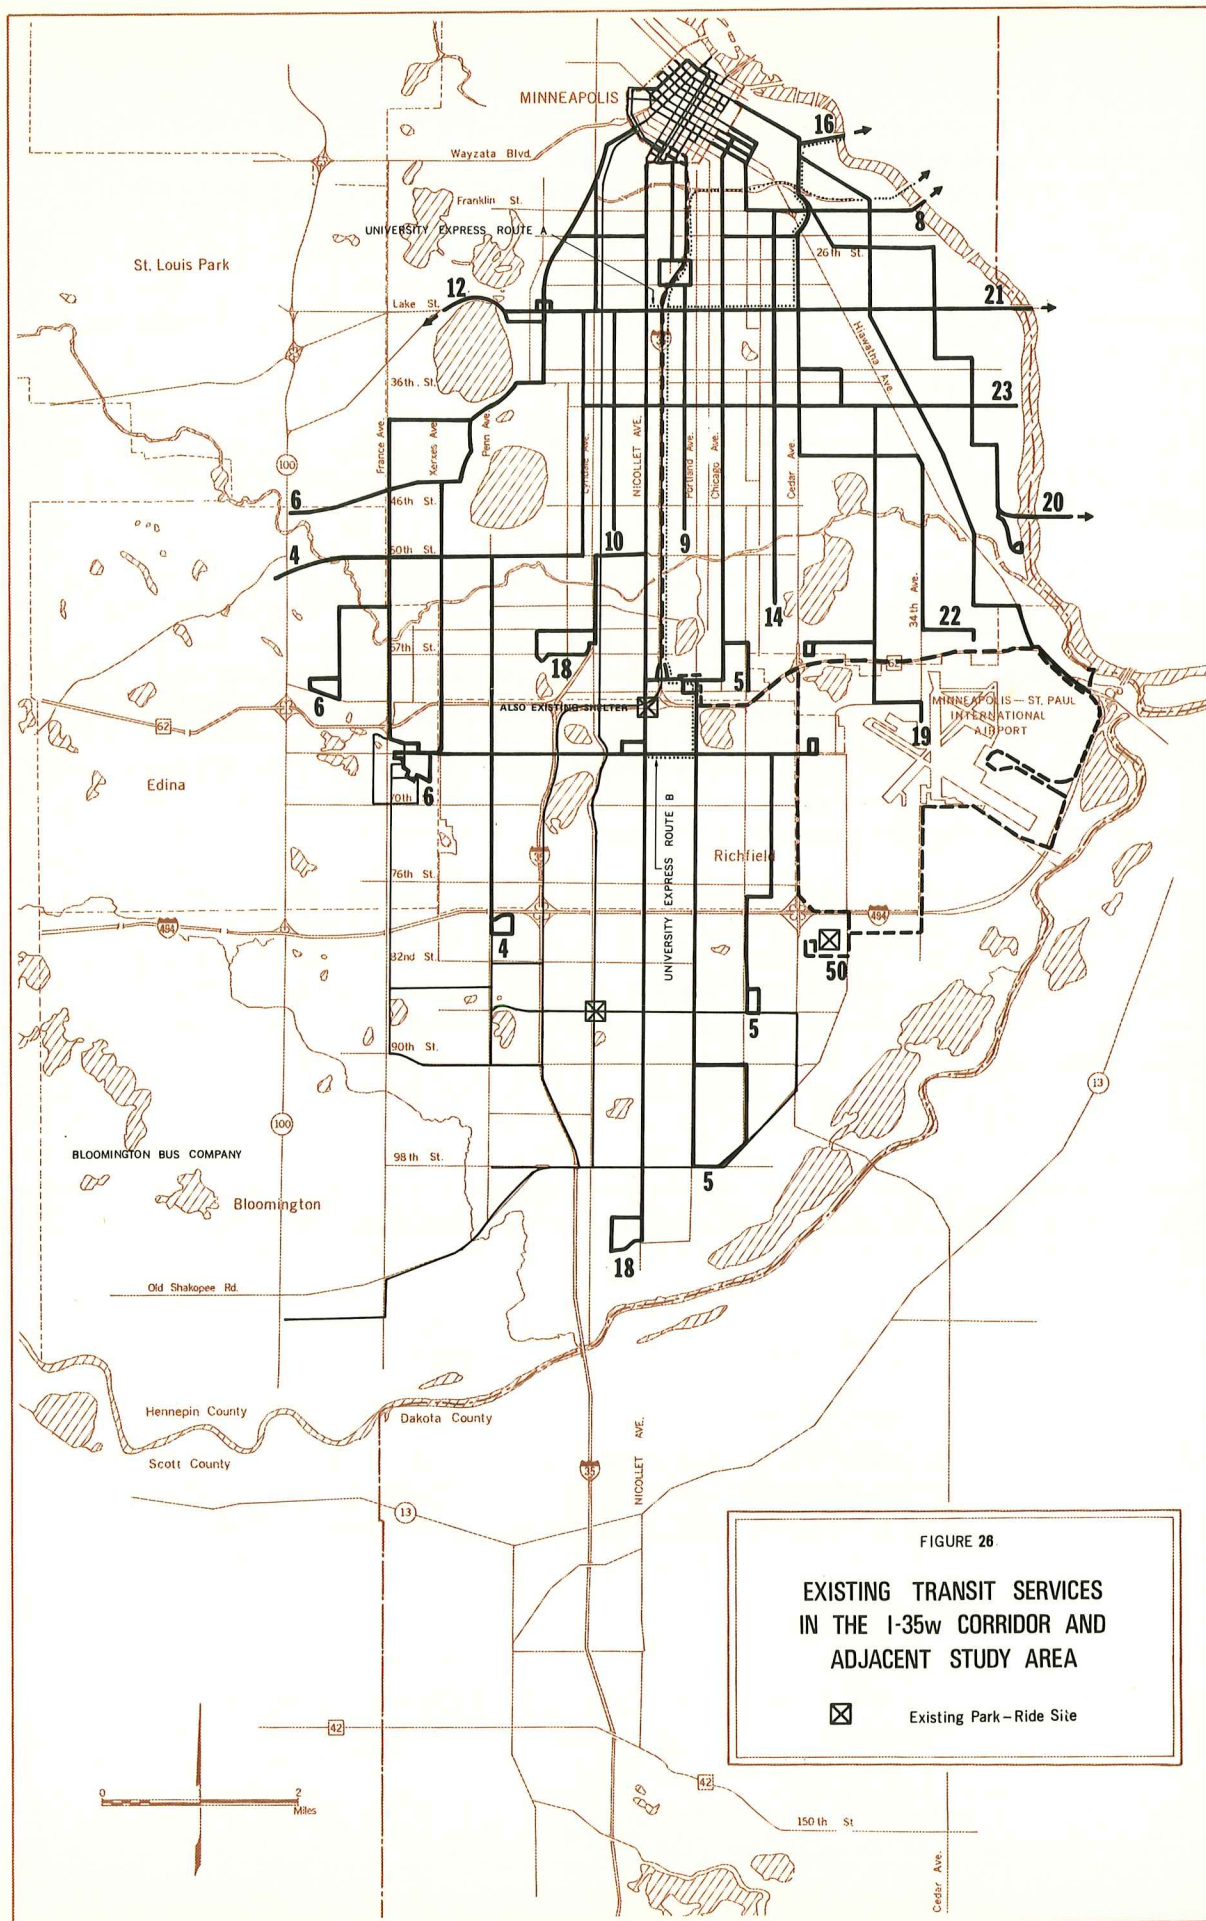 MINNEAPOLIS
16
Wayzata Blvd.
Franklin St.
8
UNIVERSITY EXPRESS ROUTE A
26th St.
St. Louis Park
12
21
Lake St.
Hiawatha Ave.
36th. St.
23
France Ave.
Xerxes Ave
Penn Ave.
NICOLLET AVE.
Portland Ave.
Chicago Ave.
Cedar Ave.
100
46th St.
6
20
10
9
4
50th St.
34th Ave.
14
22
57th St.
18
5
62
6
ALSO EXISTING SHELTER
MINNEAPOLIS — ST. PAUL
INTERNATIONAL
AIRPORT
62
19
Edina
6
70th
UNIVERSITY EXPRESS ROUTE B
Richfield
35
76th St.
494
494
4
82nd St.
50
5
90th St.
13
100
BLOOMINGTON BUS COMPANY
98th St.
5
Bloomington
18
Old Shakopee Rd.
Hennepin County
Dakota County
Scott County
NICOLLET AVE.
35
13
FIGURE 26.
EXISTING TRANSIT SERVICES
IN THE I-35w CORRIDOR AND
ADJACENT STUDY AREA
Existing Park–Ride Site
42
42
0 2
Miles
150th St
Cedar Ave.